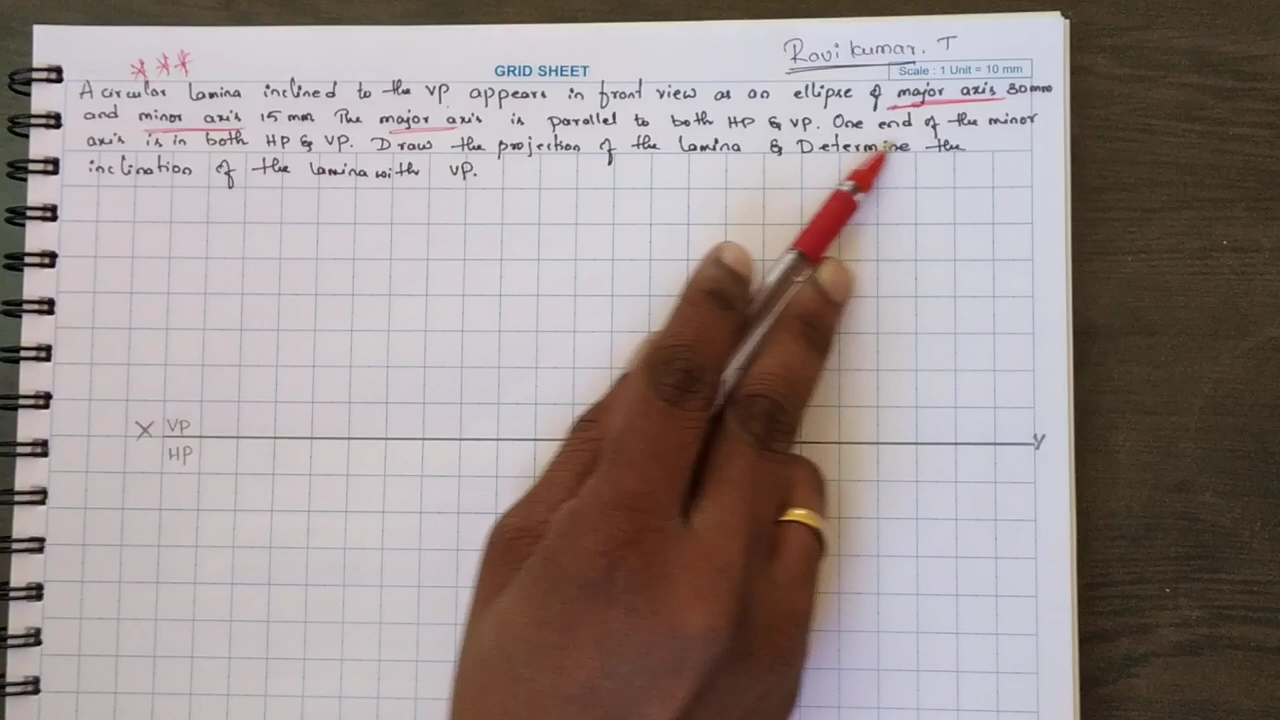 Ravi kumar. T
GRID SHEET
Scale : 1 Unit = 10 mm
A circular lamina inclined to the VP appears in front view as an ellipse of major axis 30mm
and minor axis 15 mm. The major axis is parallel to both HP & VP. One end of the minor
axis is in both HP & VP. Draw the projection of the lamina & Determine the
inclination of the lamina with VP.
X VP Y
HP